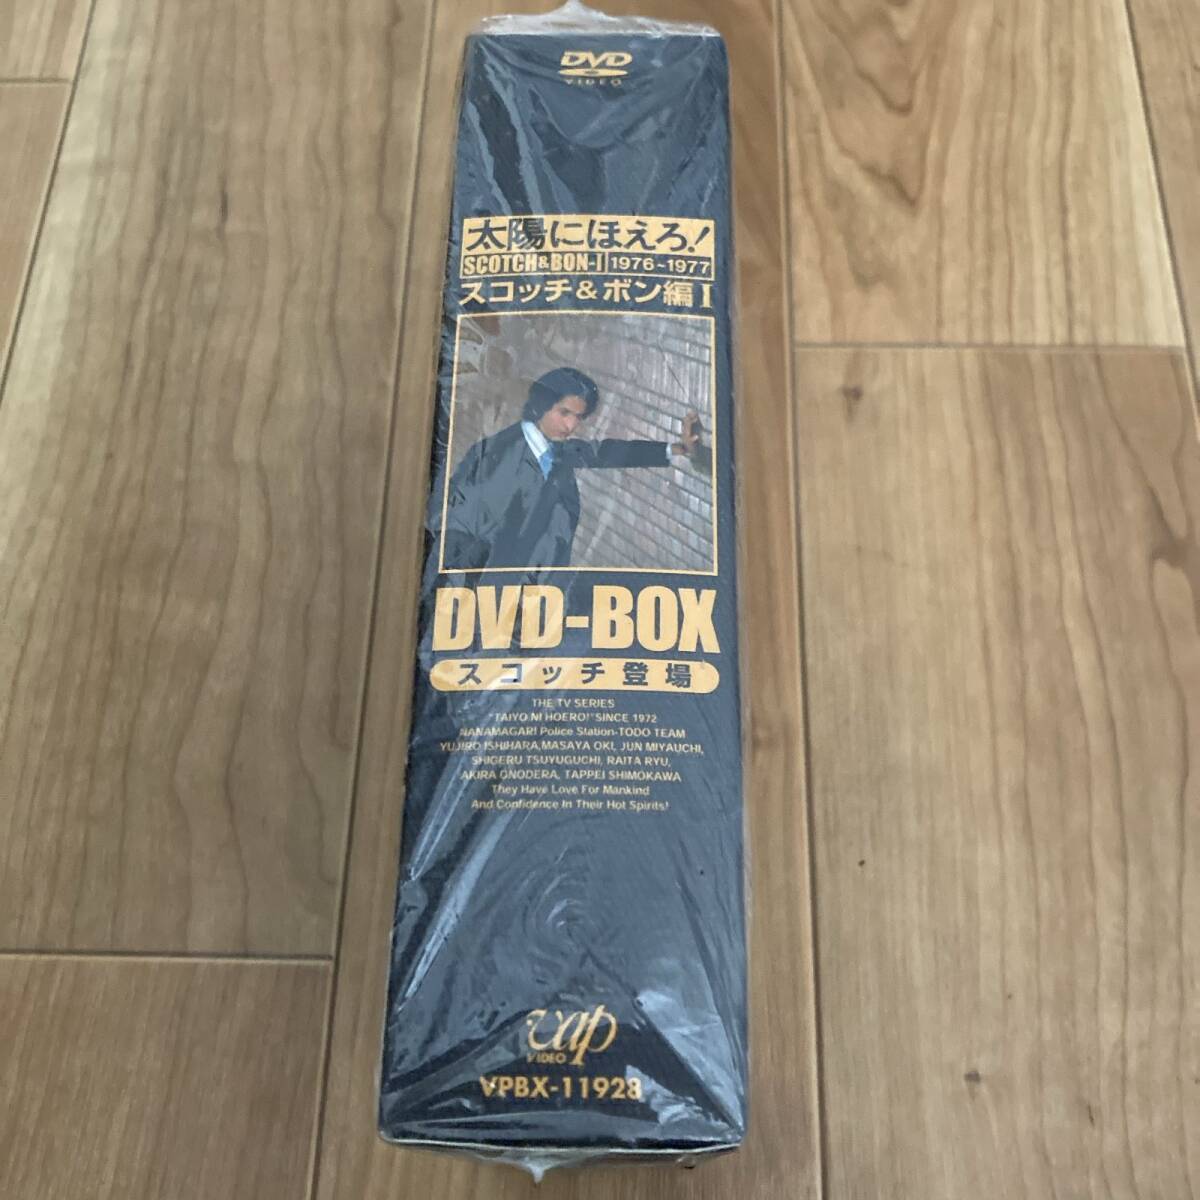 DVD
VIDEO
太陽にほえろ!
SCOTCH&BON-I 1976~1977
スコッチ&ボン編I
DVD-BOX
スコッチ登場
THE TV SERIES
"TAIYO NI HOERO!" SINCE 1972
NANAMAGARI Police Station-TODO TEAM
YUJIRO ISHIHARA,MASAYA OKI, JUN MIYAUCHI,
SHIGERU TSUYUGUCHI, RAITA RYU,
AKIRA ONODERA, TAPPEI SHIMOKAWA
They Have Love For Mankind
And Confidence In Their Hot Spirits!
vap
VIDEO
VPBX-11928